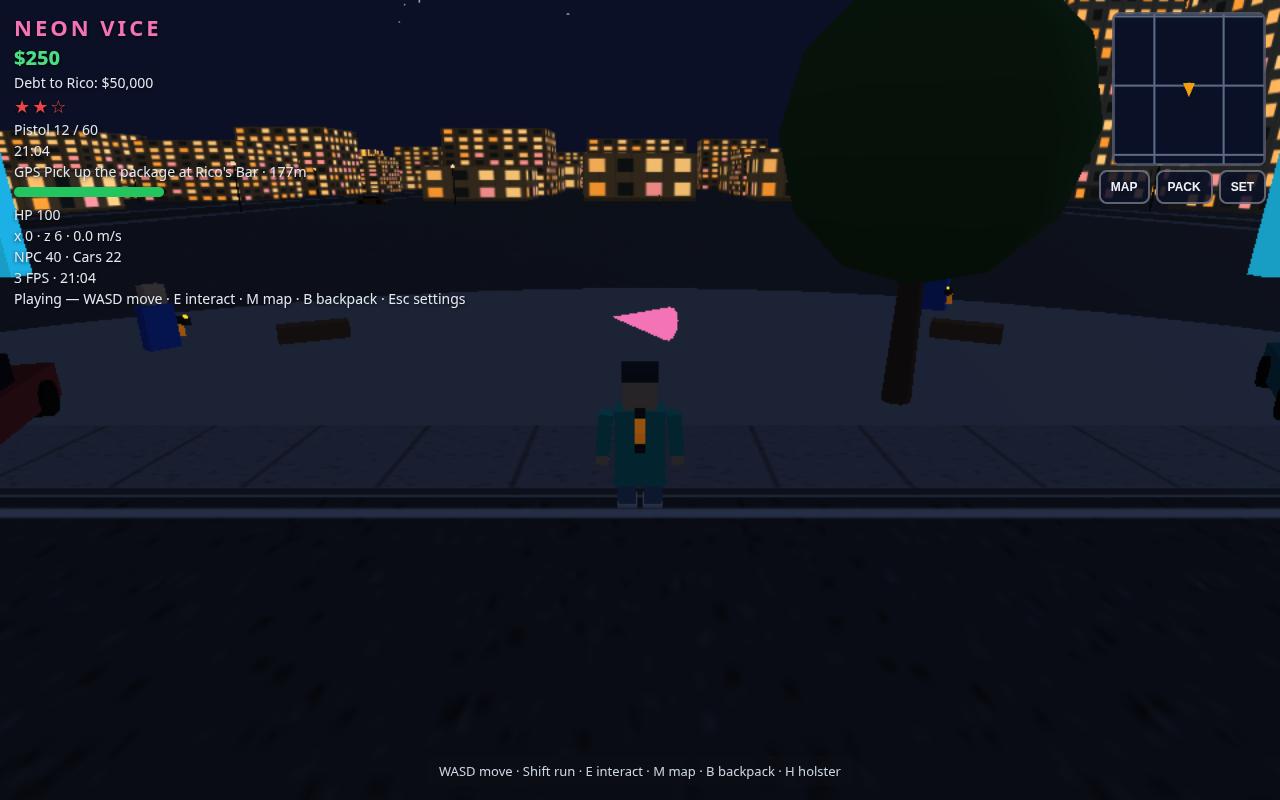 NEON VICE
$250
Debt to Rico: $50,000
★★☆
Pistol 12 / 60
21:04
GPS Pick up the package at Rico's Bar · 177m
HP 100
x 0 · z 6 · 0.0 m/s
NPC 40 · Cars 22
3 FPS · 21:04
Playing — WASD move · E interact · M map · B backpack · Esc settings
MAP PACK SET
WASD move · Shift run · E interact · M map · B backpack · H holster